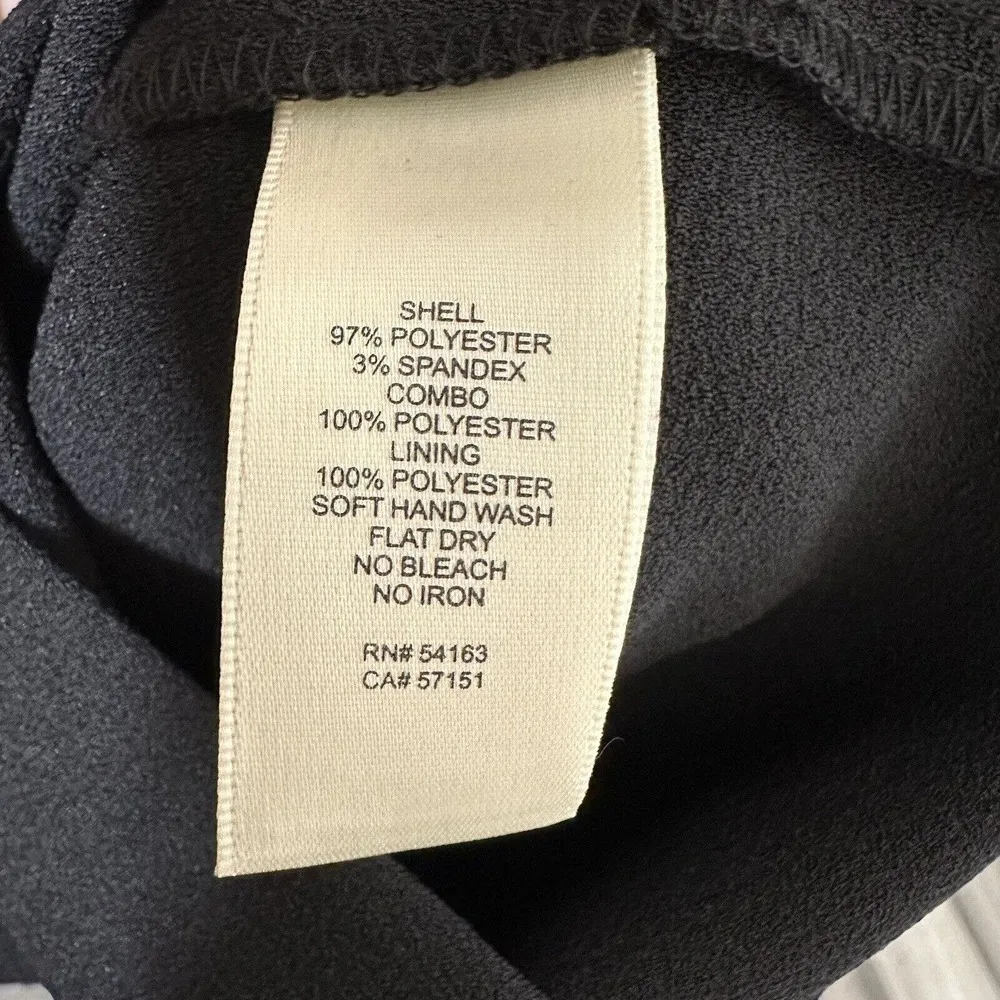 SHELL
97% POLYESTER
3% SPANDEX
COMBO
100% POLYESTER
LINING
100% POLYESTER
SOFT HAND WASH
FLAT DRY
NO BLEACH
NO IRON
RN# 54163
CA# 57151